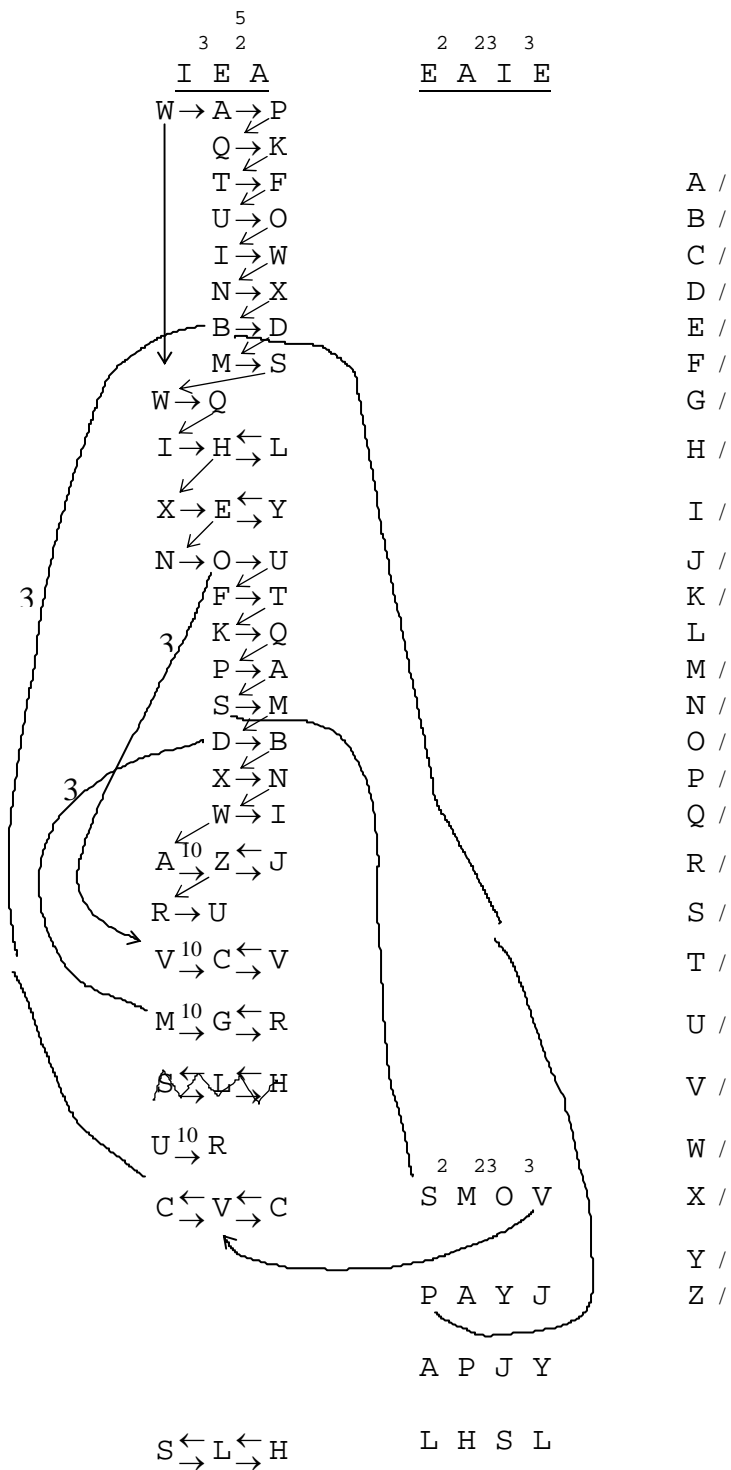 5
3 2 2 23 3
I E A E A I E
W → A → P
Q → K
T → F A /
U → O B /
I → W C /
N → X D /
B → D E /
M → S F /
W → Q G /
I → H ⇆ L H /
X → E ⇆ Y I /
N → O → U J /
3 F → T K /
3 K → Q L
P → A M /
S → M N /
D → B O /
3 X → N P /
W → I Q /
A 10 → Z ⇆ J R /
R → U S /
V 10 → C ⇆ V T /
M 10 → G ⇆ R U /
S ⇆ L ⇆ H V /
U 10 → R W /
2 23 3
C ⇆ V ⇆ C S M O V X /
Y /
P A Y J Z /
A P J Y
S ⇆ L ⇆ H L H S L